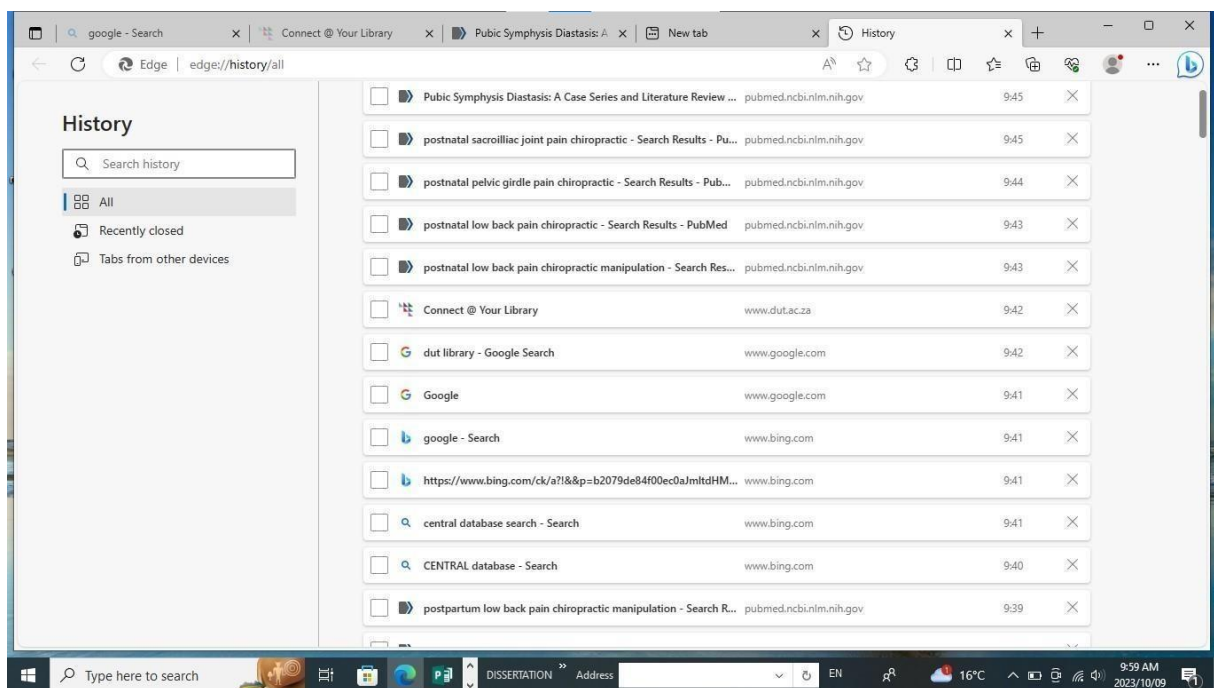 google - Search
Connect @ Your Library
Pubic Symphysis Diastasis: A
New tab
History
Edge | edge://history/all
History
Search history
All
Recently closed
Tabs from other devices
Pubic Symphysis Diastasis: A Case Series and Literature Review ... pubmed.ncbi.nlm.nih.gov 9:45
postnatal sacroilliac joint pain chiropractic - Search Results - Pu... pubmed.ncbi.nlm.nih.gov 9:45
postnatal pelvic girdle pain chiropractic - Search Results - Pub... pubmed.ncbi.nlm.nih.gov 9:44
postnatal low back pain chiropractic - Search Results - PubMed pubmed.ncbi.nlm.nih.gov 9:43
postnatal low back pain chiropractic manipulation - Search Res... pubmed.ncbi.nlm.nih.gov 9:43
Connect @ Your Library www.dut.ac.za 9:42
dut library - Google Search www.google.com 9:42
Google www.google.com 9:41
google - Search www.bing.com 9:41
https://www.bing.com/ck/a?!&&p=b2079de84f00ec0aJmltdHM... www.bing.com 9:41
central database search - Search www.bing.com 9:41
CENTRAL database - Search www.bing.com 9:40
postpartum low back pain chiropractic manipulation - Search R... pubmed.ncbi.nlm.nih.gov 9:39
Type here to search
DISSERTATION
Address
EN
16°C
9:59 AM
2023/10/09